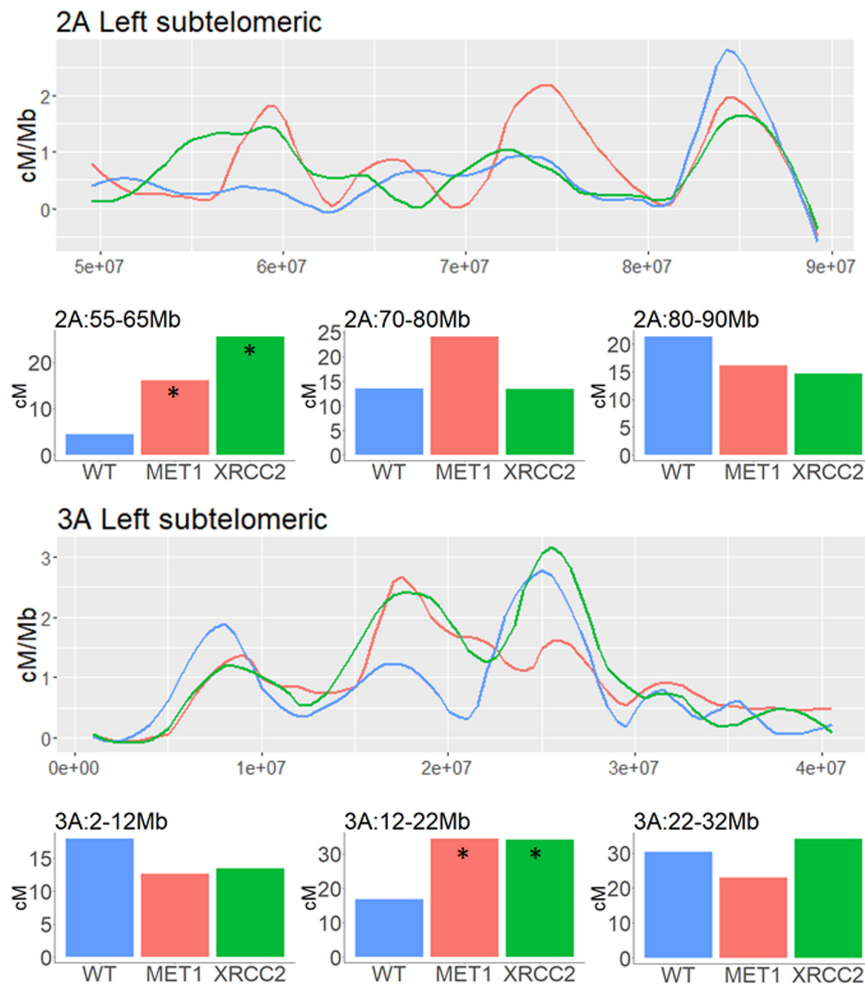 2A Left subtelomeric
cM/Mb
2
1
0
5e+07 6e+07 7e+07 8e+07 9e+07
2A:55-65Mb 2A:70-80Mb 2A:80-90Mb
cM
20
10
0
*
*
WT MET1 XRCC2
cM
25
20
15
10
5
0
WT MET1 XRCC2
cM
20
15
10
5
0
WT MET1 XRCC2
3A Left subtelomeric
cM/Mb
3
2
1
0
0e+00 1e+07 2e+07 3e+07 4e+07
3A:2-12Mb 3A:12-22Mb 3A:22-32Mb
cM
15
10
5
0
WT MET1 XRCC2
cM
30
20
10
0
* *
WT MET1 XRCC2
cM
30
20
10
0
WT MET1 XRCC2